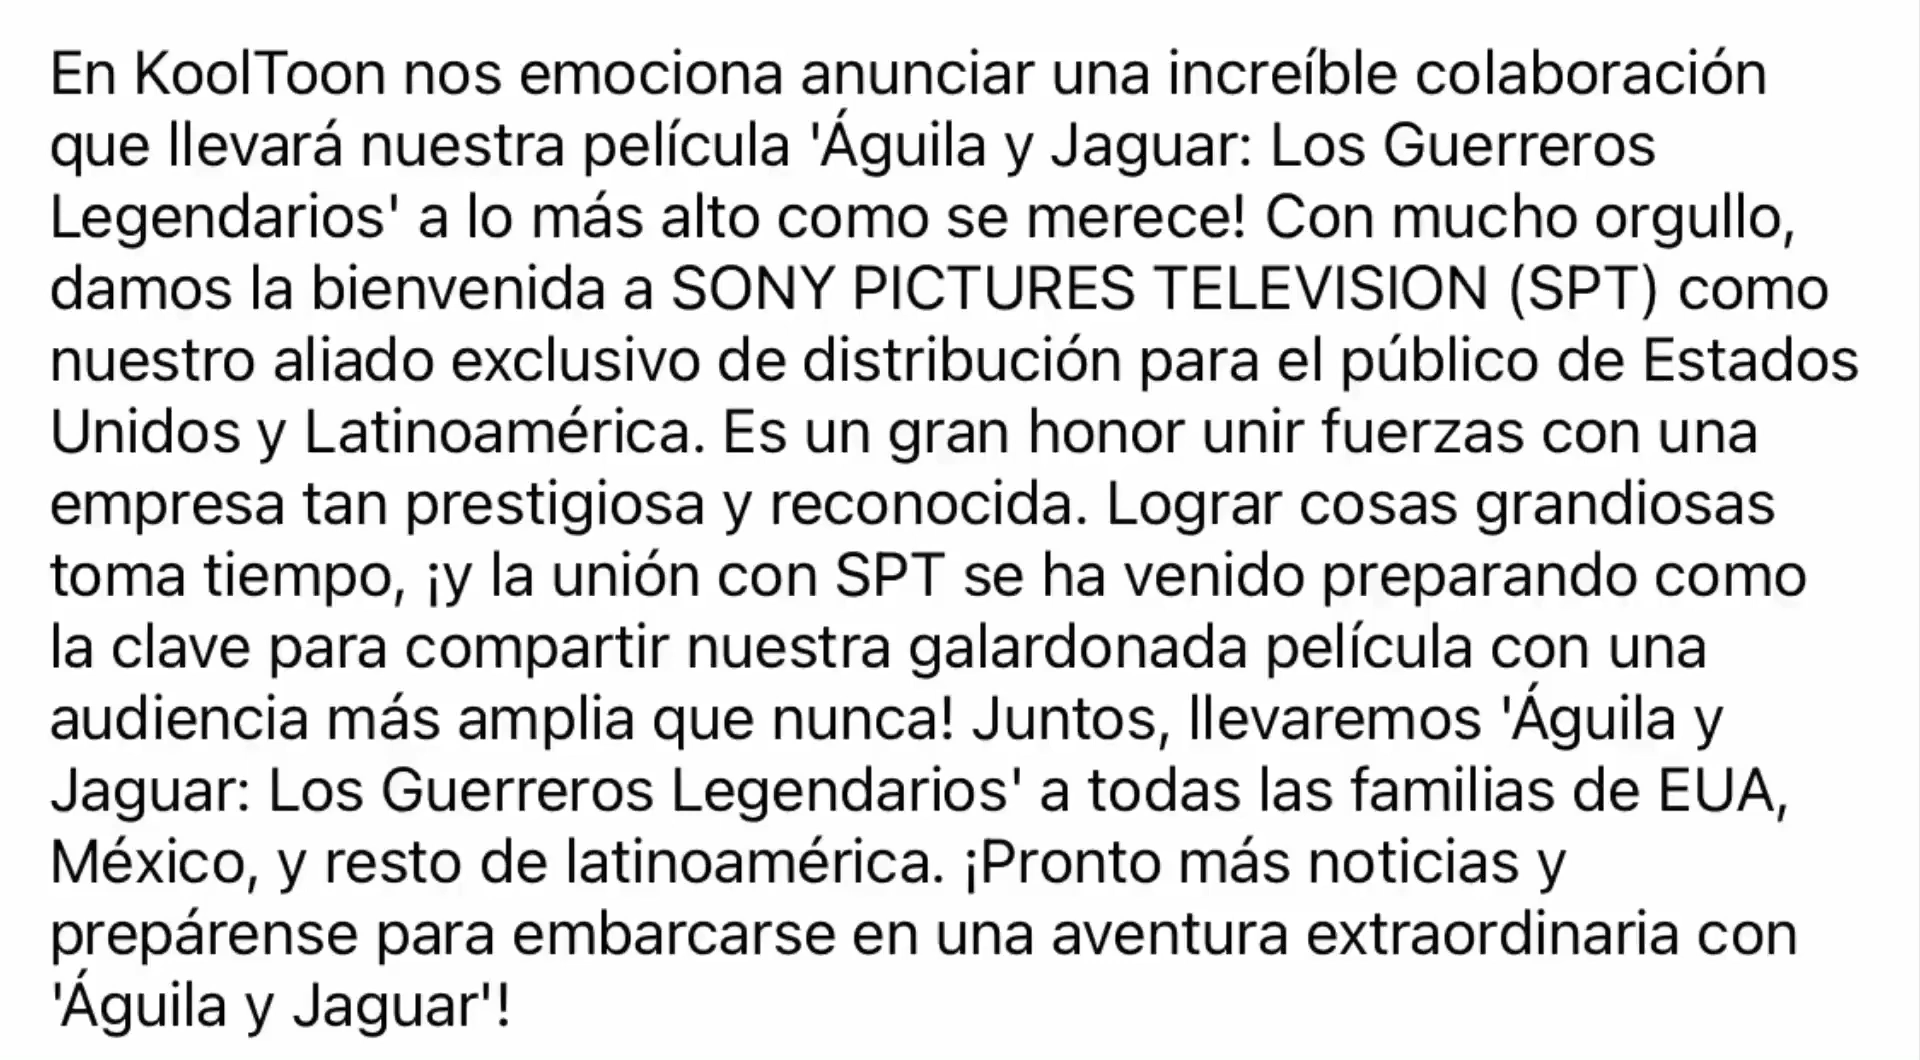 En KoolToon nos emociona anunciar una increíble colaboración
que llevará nuestra película 'Águila y Jaguar: Los Guerreros
Legendarios' a lo más alto como se merece! Con mucho orgullo,
damos la bienvenida a SONY PICTURES TELEVISION (SPT) como
nuestro aliado exclusivo de distribución para el público de Estados
Unidos y Latinoamérica. Es un gran honor unir fuerzas con una
empresa tan prestigiosa y reconocida. Lograr cosas grandiosas
toma tiempo, ¡y la unión con SPT se ha venido preparando como
la clave para compartir nuestra galardonada película con una
audiencia más amplia que nunca! Juntos, llevaremos 'Águila y
Jaguar: Los Guerreros Legendarios' a todas las familias de EUA,
México, y resto de latinoamérica. ¡Pronto más noticias y
prepárense para embarcarse en una aventura extraordinaria con
'Águila y Jaguar'!